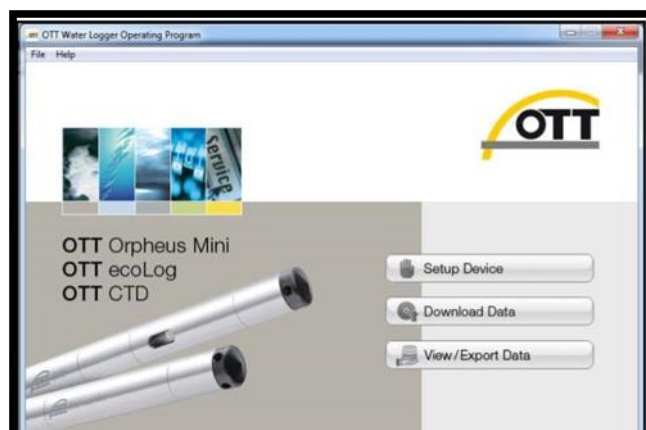 OTT Water Logger Operating Program
File Help
OTT
Service
OTT Orpheus Mini
OTT ecoLog
OTT CTD
Setup Device
Download Data
View/Export Data